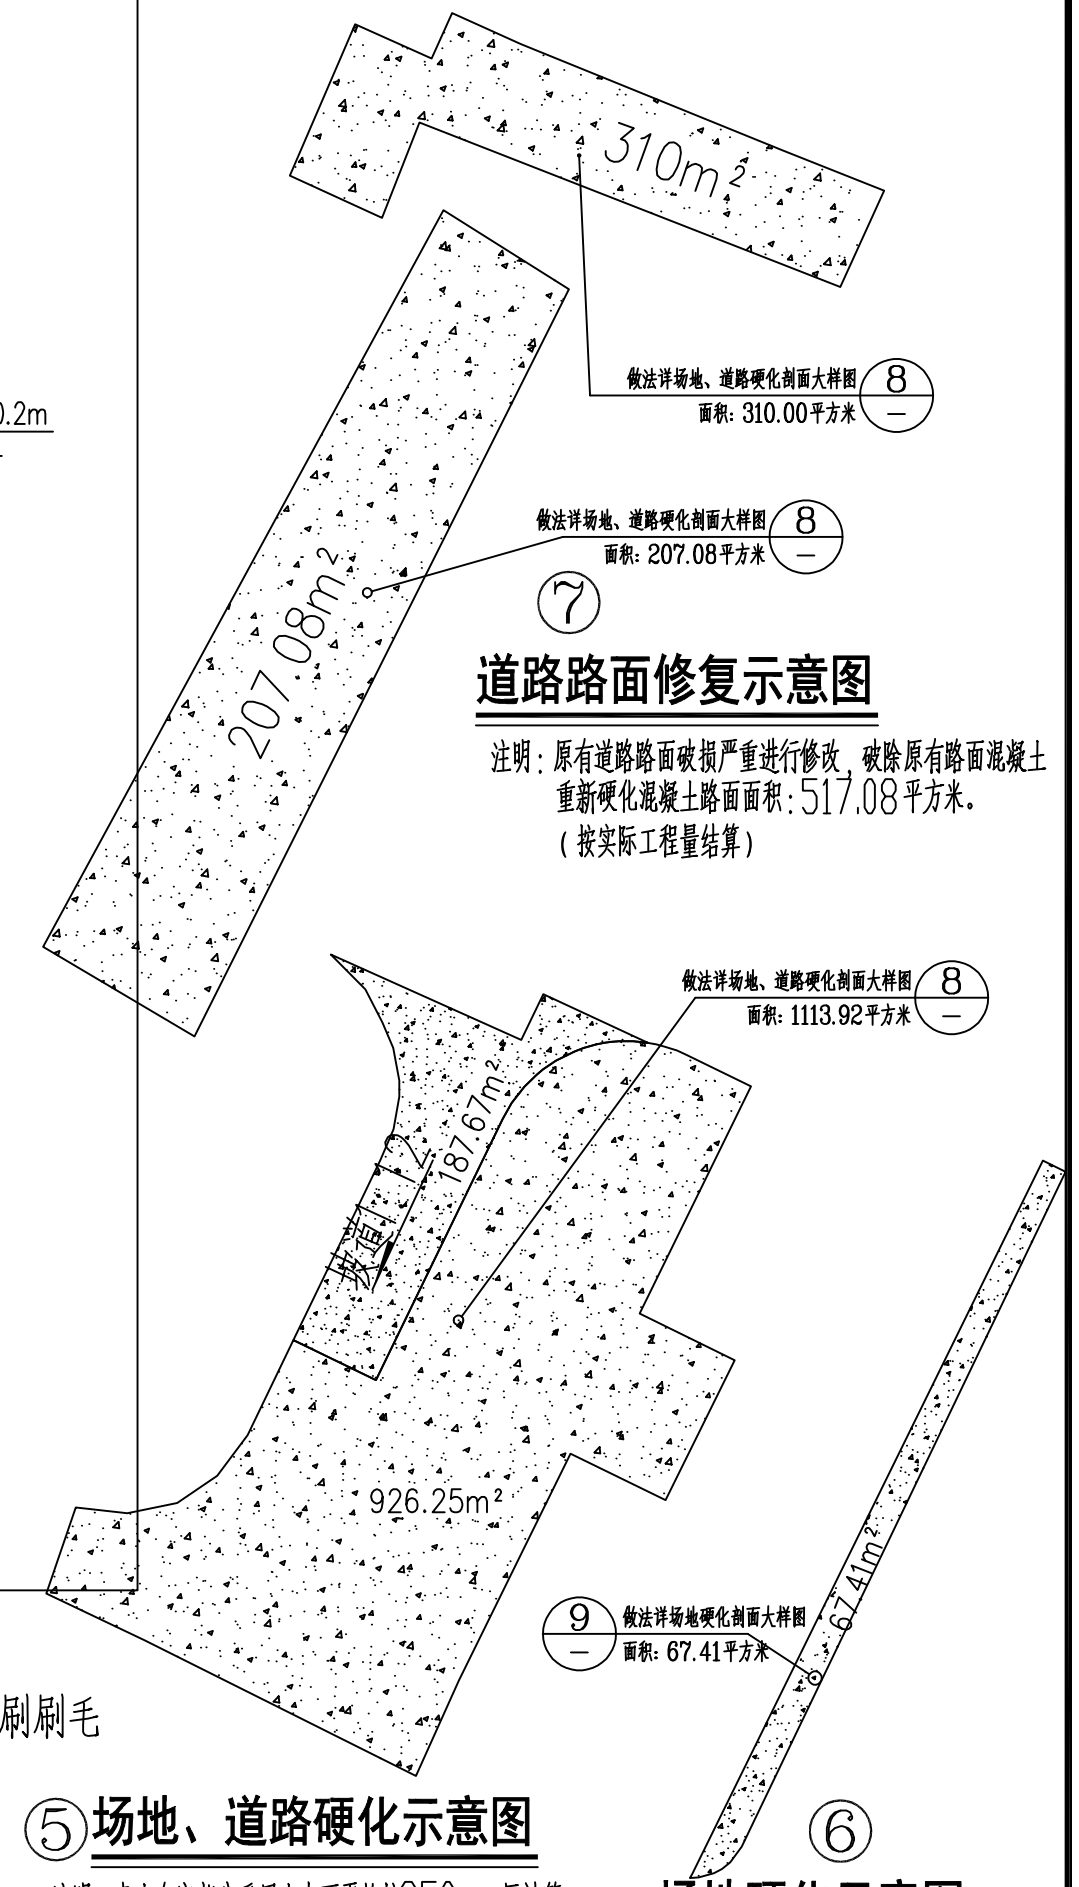 310m²
做法详场地、道路硬化剖面大样图
8
面积: 310.00平方米
—
0.2m
207.08m²
做法详场地、道路硬化剖面大样图
8
面积: 207.08平方米
—
7
道路路面修复示意图
注明: 原有道路路面破损严重进行修改, 破除原有路面混凝土
重新硬化混凝土路面面积: 517.08平方米。
(按实际工程量结算)
做法详场地、道路硬化剖面大样图
8
面积: 1113.92平方米
—
187.67m²
坡道1:12
926.25m²
67.41m²
9
做法详场地硬化剖面大样图
—
面积: 67.41平方米
刷刷毛
5 场地、道路硬化示意图
6
场地硬化示意图